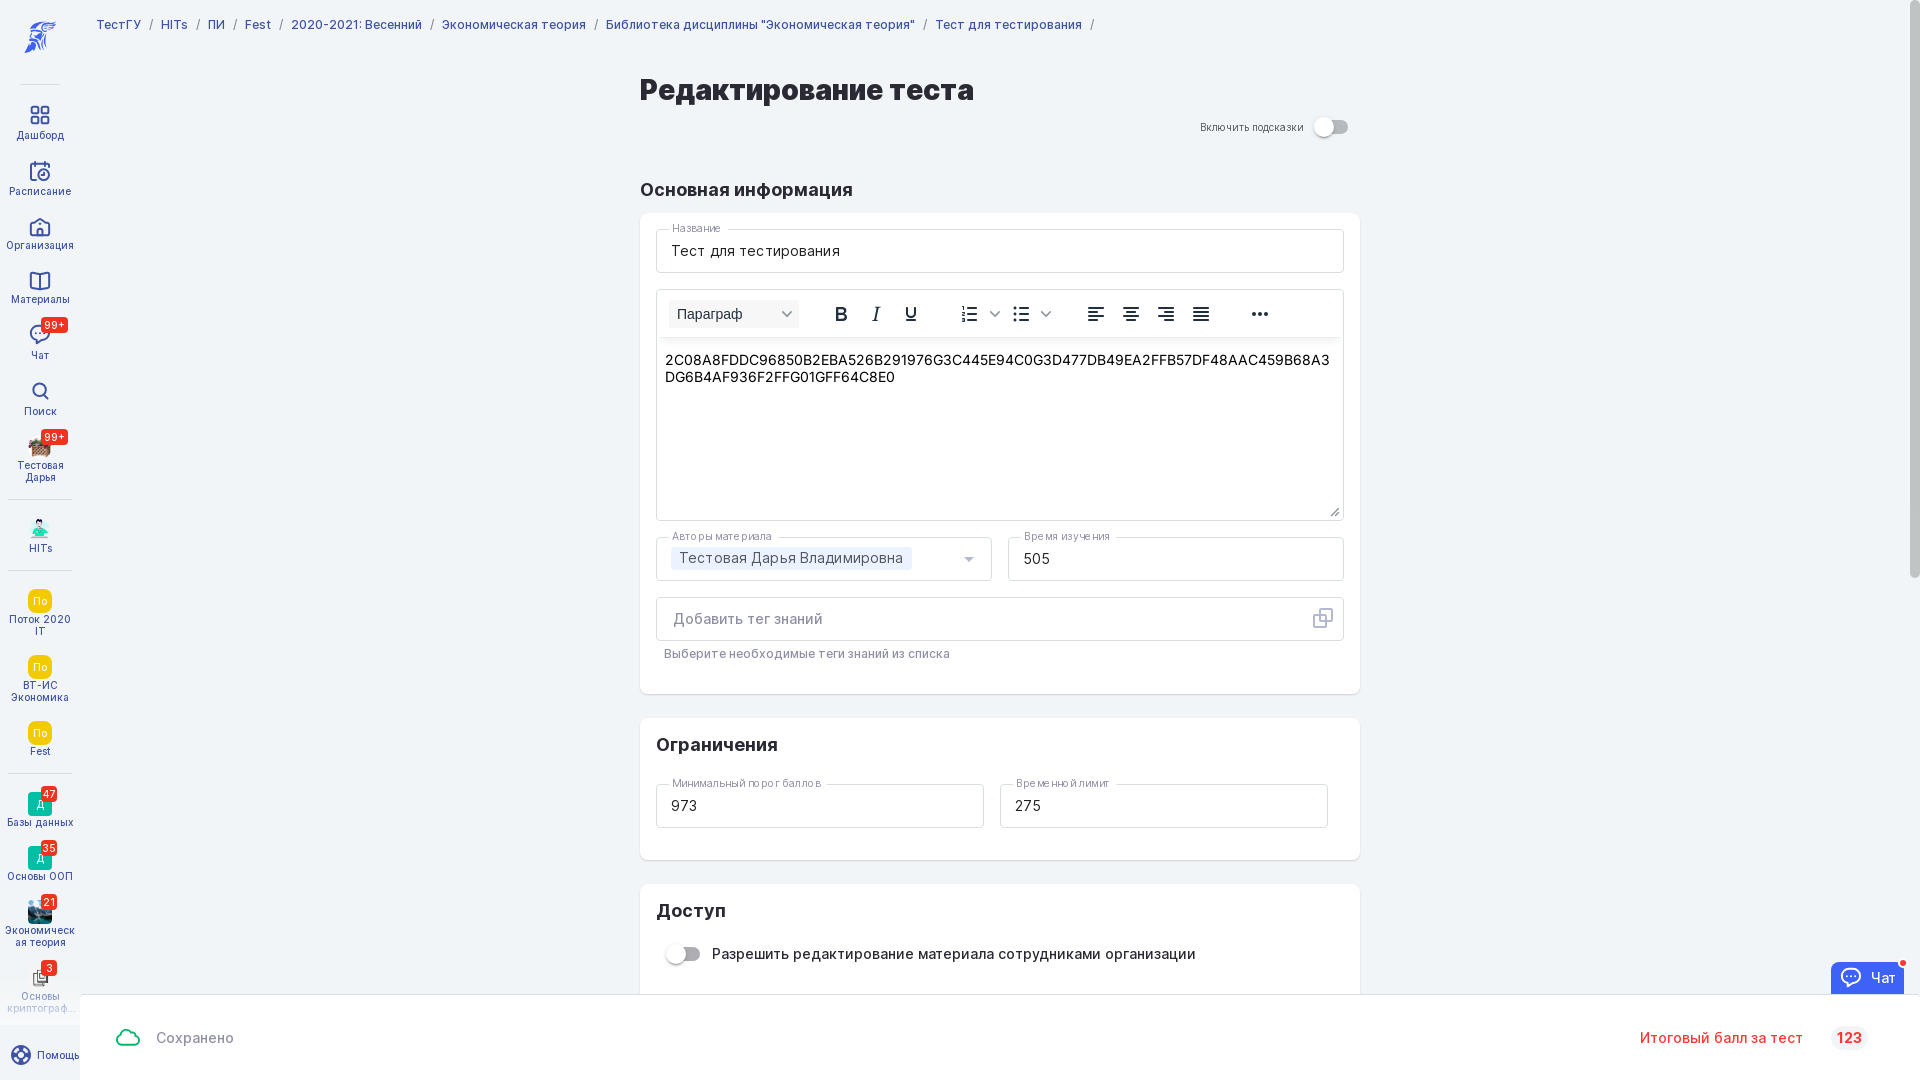 ТестГУ / HITs / ПИ / Fest / 2020-2021: Весенний / Экономическая теория / Библиотека дисциплины "Экономическая теория" / Тест для тестирования /
Дашборд
Расписание
Организация
Материалы
99+
Чат
Поиск
99+
Тестовая
Дарья
HITs
По
Поток 2020
IT
По
ВТ-ИС
Экономика
По
Fest
47
Д
Базы данных
35
Д
Основы ООП
21
Экономическ
ая теория
3
Основы
криптограф...
Помощь
Редактирование теста
Включить подсказки
Основная информация
Название
Тест для тестирования
Параграф
2C08A8FDDC96850B2EBA526B291976G3C445E94C0G3D477DB49EA2FFB57DF48AAC459B68A3
DG6B4AF936F2FFG01GFF64C8E0
Авторы материала
Тестовая Дарья Владимировна
Время изучения
505
Добавить тег знаний
Выберите необходимые теги знаний из списка
Ограничения
Минимальный порог баллов
973
Временной лимит
275
Доступ
Разрешить редактирование материала сотрудниками организации
Чат
Сохранено
Итоговый балл за тест 123